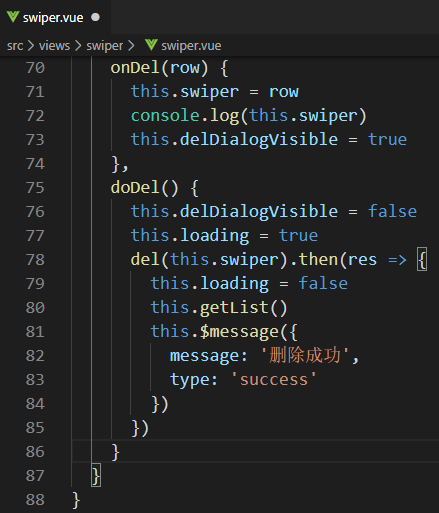 swiper.vue
src > views > swiper > swiper.vue
70 onDel(row) {
71 this.swiper = row
72 console.log(this.swiper)
73 this.delDialogVisible = true
74 },
75 doDel() {
76 this.delDialogVisible = false
77 this.loading = true
78 del(this.swiper).then(res => {
79 this.loading = false
80 this.getList()
81 this.$message({
82 message: '删除成功',
83 type: 'success'
84 })
85 })
86 }
87 }
88 }